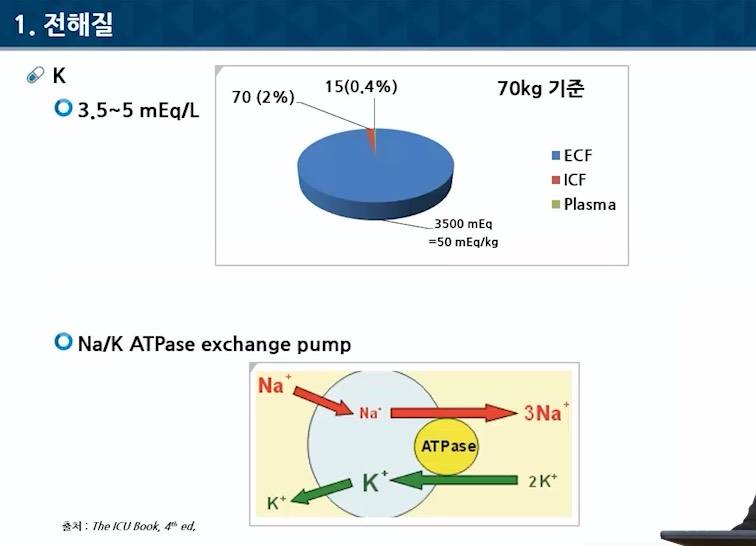 1. 전해질
K
3.5~5 mEq/L
70 (2%)
15(0.4%)
70kg 기준
ECF
ICF
Plasma
3500 mEq
=50 mEq/kg
Na/K ATPase exchange pump
Na⁺
Na⁺
3Na⁺
ATPase
K⁺
2K⁺
K⁺
출처 : The ICU Book, 4th ed.